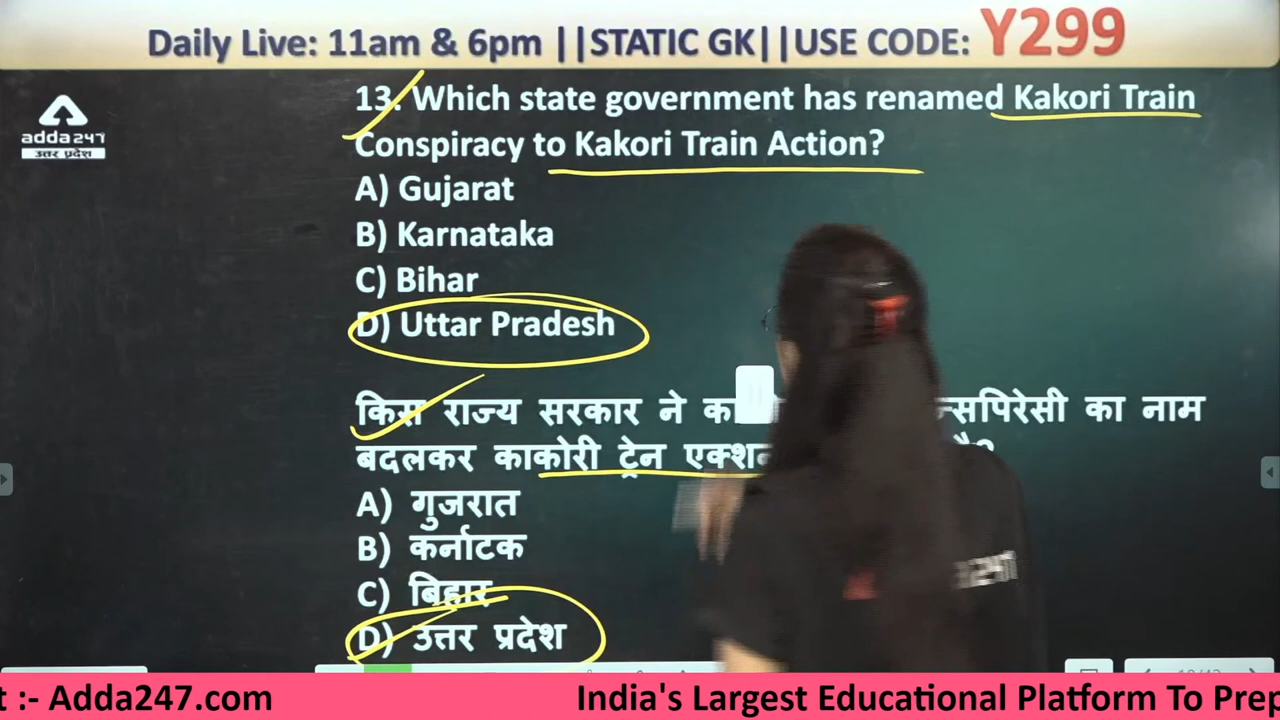 Daily Live: 11am & 6pm ||STATIC GK||USE CODE: Y299
adda247
उत्तर प्रदेश
13. Which state government has renamed Kakori Train
Conspiracy to Kakori Train Action?
A) Gujarat
B) Karnataka
C) Bihar
D) Uttar Pradesh
किस राज्य सरकार ने का का नाम
बदलकर काकोरी ट्रेन एक्शन
A) गुजरात
B) कर्नाटक
C) बिहार
D) उत्तर प्रदेश
:- Adda247.com India's Largest Educational Platform To